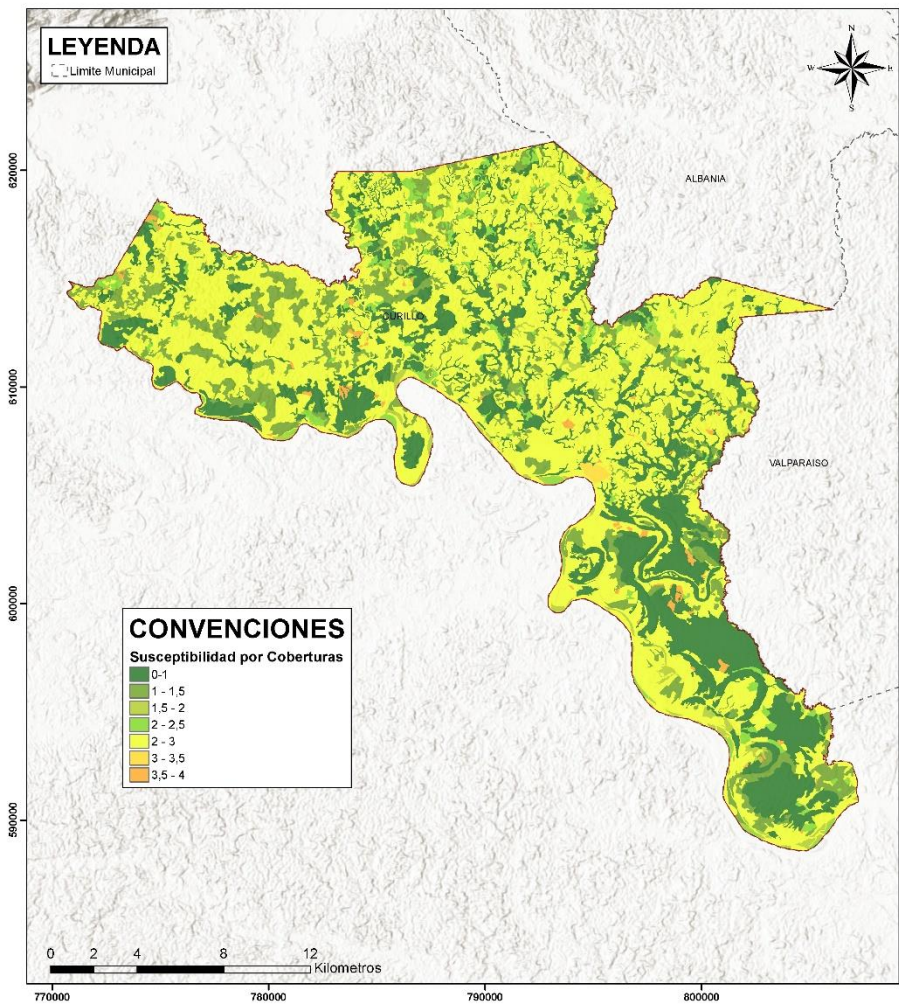 LEYENDA
Limite Municipal
N
W
E
S
620000
ALBANIA
CURILLO
610000
VALPARAISO
600000
CONVENCIONES
Susceptibilidad por Coberturas
0-1
1 - 1,5
1,5 - 2
2 - 2,5
2 - 3
3 - 3,5
3,5 - 4
590000
0 2 4 8 12
Kilometros
770000 780000 790000 800000